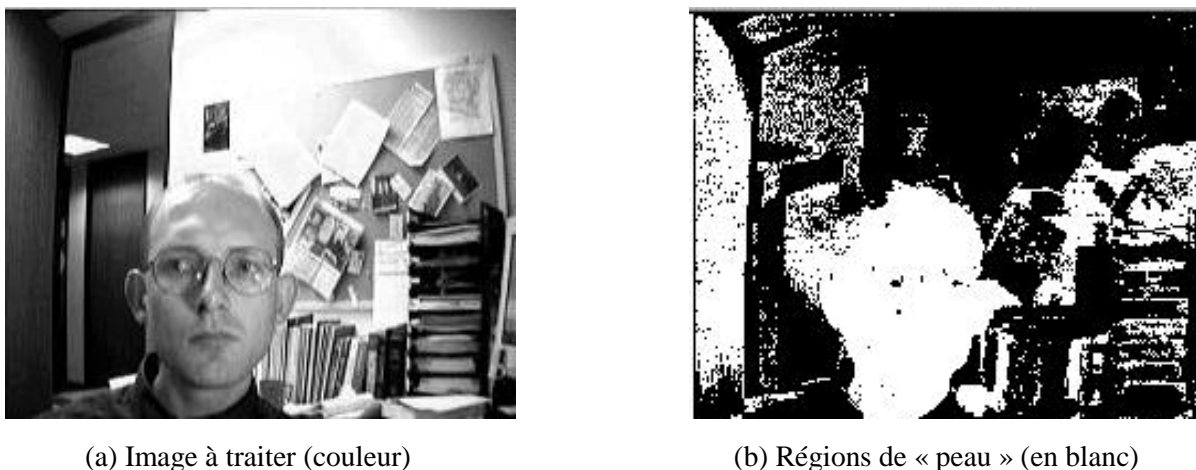 (a) Image à traiter (couleur)
(b) Régions de « peau » (en blanc)